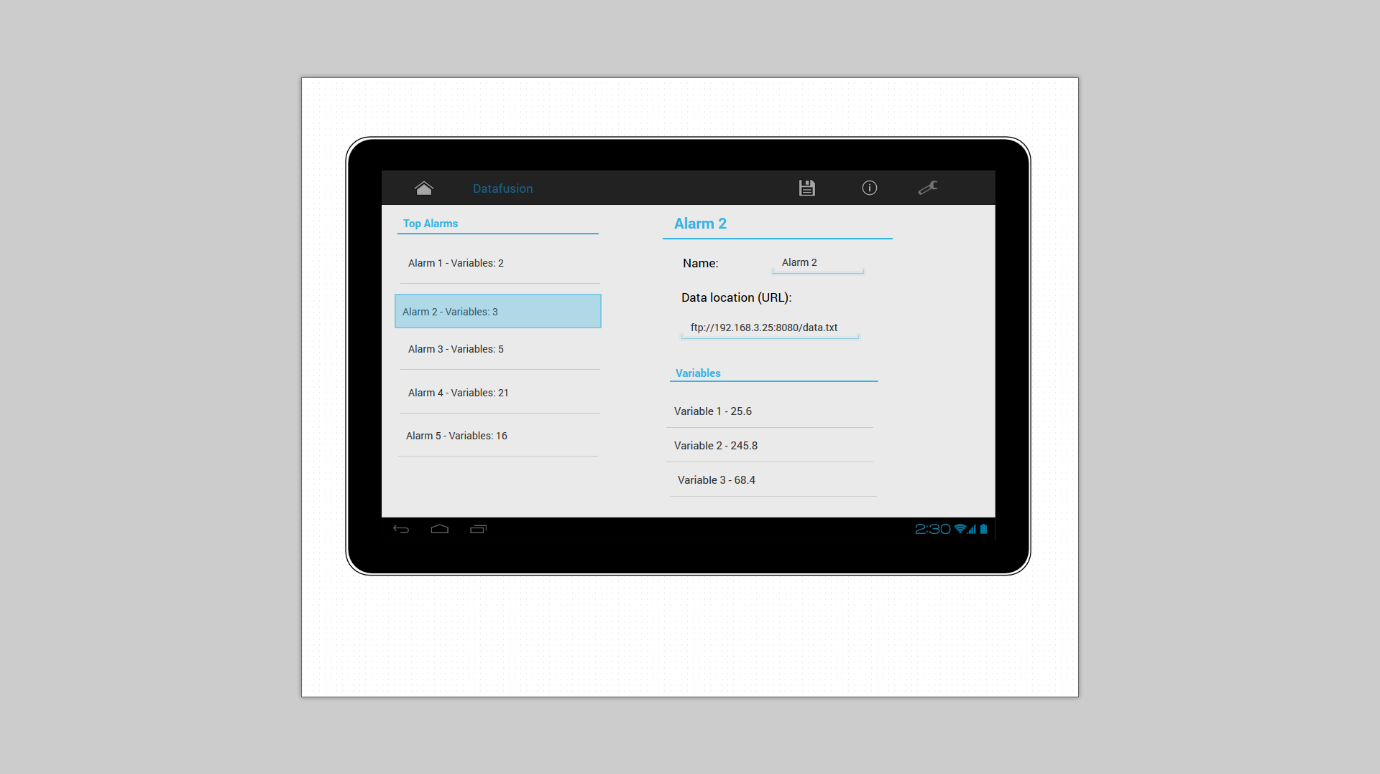 Datafusion
Top Alarms
Alarm 1 - Variables: 2
Alarm 2 - Variables: 3
Alarm 3 - Variables: 5
Alarm 4 - Variables: 21
Alarm 5 - Variables: 16
Alarm 2
Name: Alarm 2
Data location (URL):
ftp://192.168.3.25:8080/data.txt
Variables
Variable 1 - 25.6
Variable 2 - 245.8
Variable 3 - 68.4
2:30